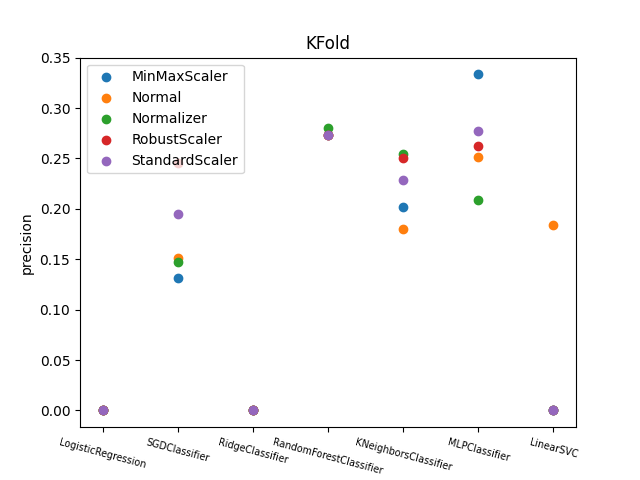 KFold
0.35
0.30
0.25
0.20
0.15
0.10
0.05
0.00
precision
MinMaxScaler
Normal
Normalizer
RobustScaler
StandardScaler
LogisticRegression
SGDClassifier
RidgeClassifier
RandomForestClassifier
KNeighborsClassifier
MLPClassifier
LinearSVC